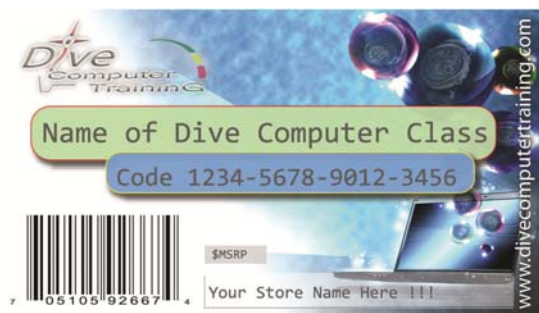 Dive
Computer
TraininG
Name of Dive Computer Class
Code 1234-5678-9012-3456
$MSRP
Your Store Name Here !!!
7 05105 92667 4
www.divecomputertraining.com